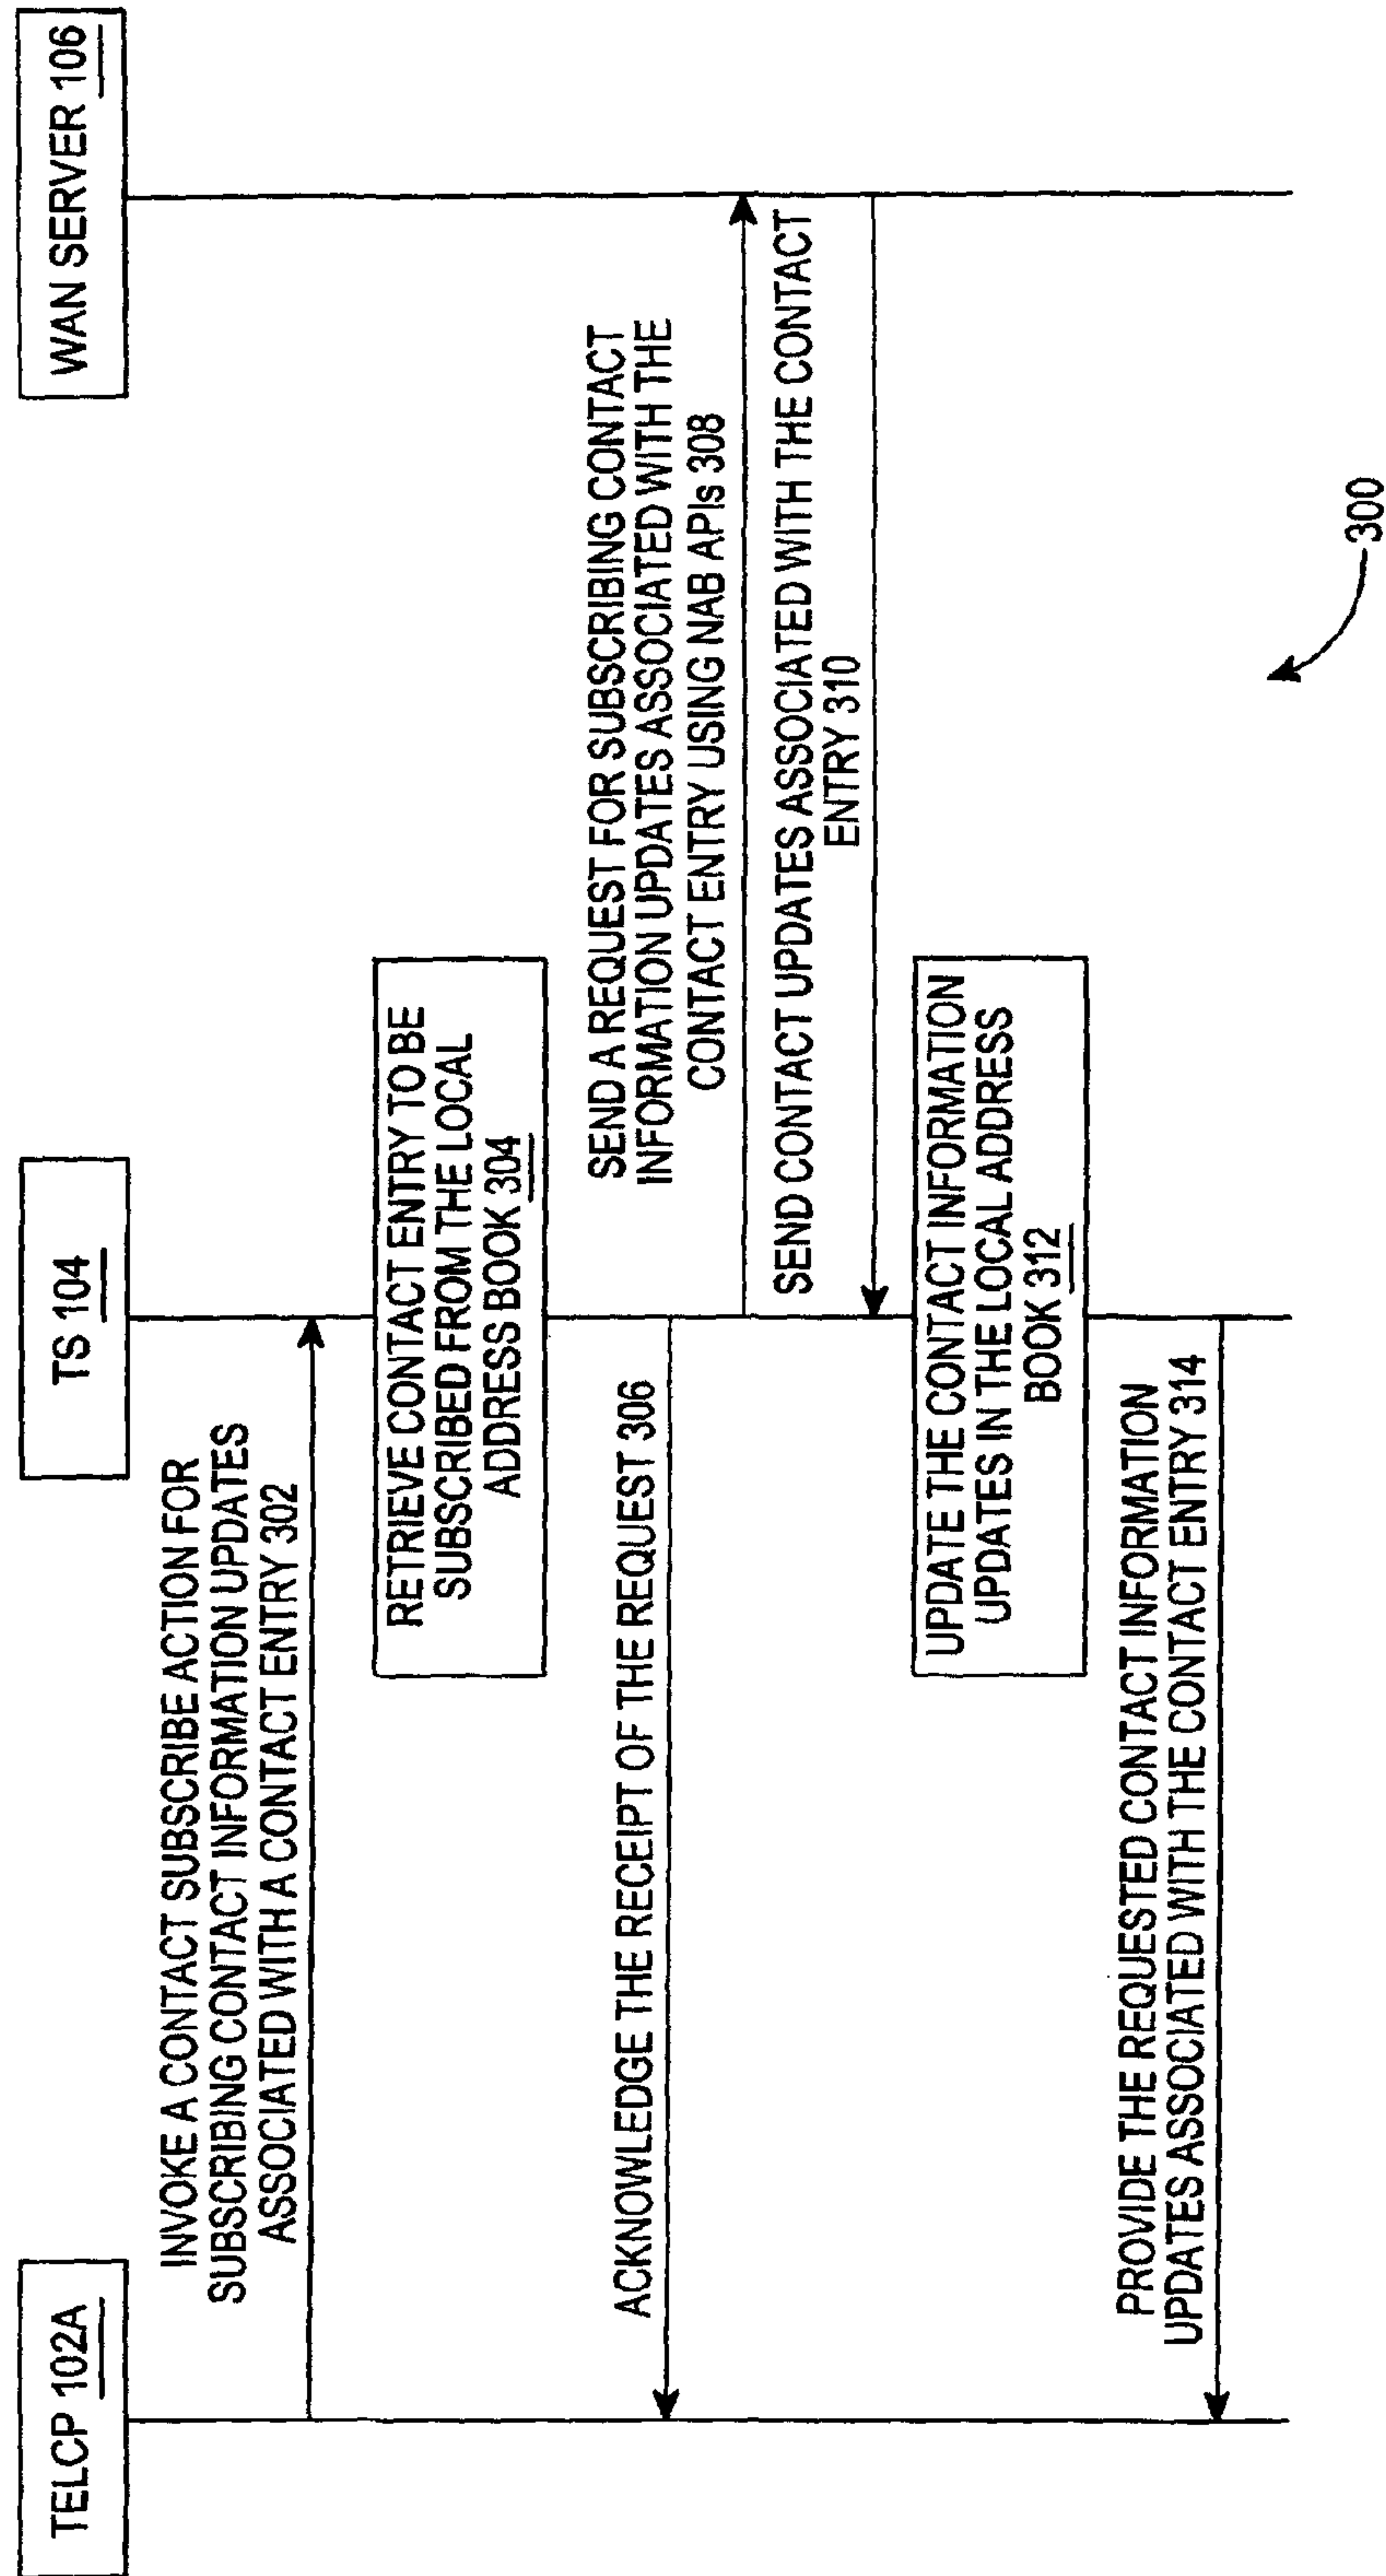 TELCP 102A
TS 104
WAN SERVER 106
INVOKE A CONTACT SUBSCRIBE ACTION FOR
SUBSCRIBING CONTACT INFORMATION UPDATES
ASSOCIATED WITH A CONTACT ENTRY 302
RETRIEVE CONTACT ENTRY TO BE
SUBSCRIBED FROM THE LOCAL
ADDRESS BOOK 304
ACKNOWLEDGE THE RECEIPT OF THE REQUEST 306
SEND A REQUEST FOR SUBSCRIBING CONTACT
INFORMATION UPDATES ASSOCIATED WITH THE
CONTACT ENTRY USING NAB APIs 308
SEND CONTACT UPDATES ASSOCIATED WITH THE CONTACT
ENTRY 310
UPDATE THE CONTACT INFORMATION
UPDATES IN THE LOCAL ADDRESS
BOOK 312
PROVIDE THE REQUESTED CONTACT INFORMATION
UPDATES ASSOCIATED WITH THE CONTACT ENTRY 314
300